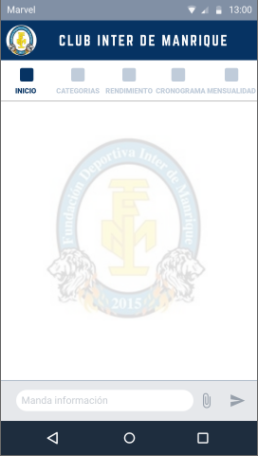 Marvel 13:00
CLUB INTER DE MANRIQUE
INICIO CATEGORIAS RENDIMIENTO CRONOGRAMA MENSUALIDAD
Fundación Deportiva Inter de Manrique
FIM
2015
Manda información